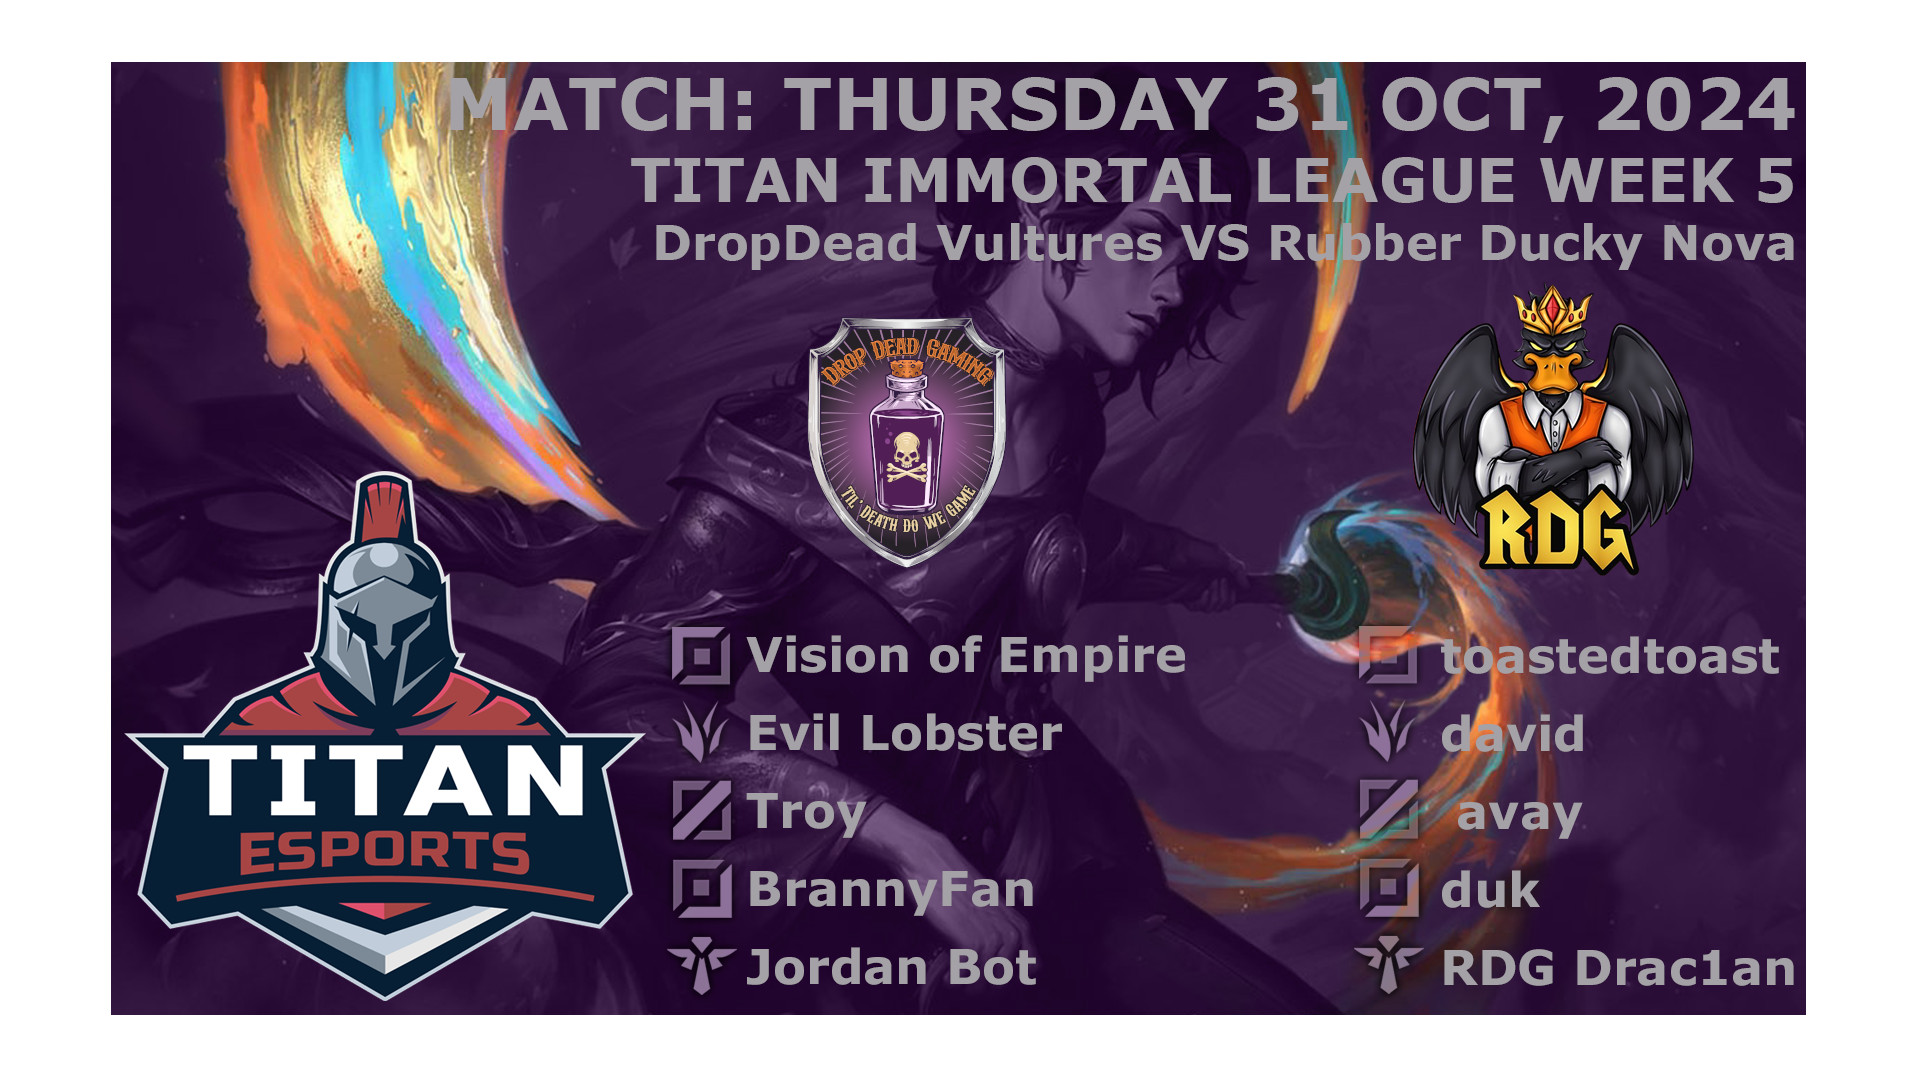 MATCH: THURSDAY 31 OCT, 2024
TITAN IMMORTAL LEAGUE WEEK 5
DropDead Vultures VS Rubber Ducky Nova
DROP DEAD GAMING
TIL' DEATH DO WE GAME
RDG
TITAN
ESPORTS
Vision of Empire
Evil Lobster
Troy
BrannyFan
Jordan Bot
toastedtoast
david
avay
duk
RDG Drac1an